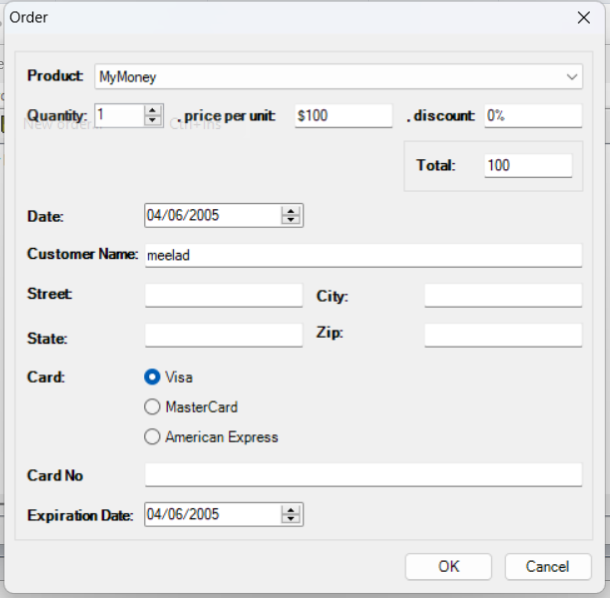 Order
Product: MyMoney
Quantity: 1 , price per unit: $100 , discount: 0%
New order... Ctrl+Ins
Total: 100
Date: 04/06/2005
Customer Name: meelad
Street: City:
State: Zip:
Card: Visa
MasterCard
American Express
Card No
Expiration Date: 04/06/2005
OK Cancel